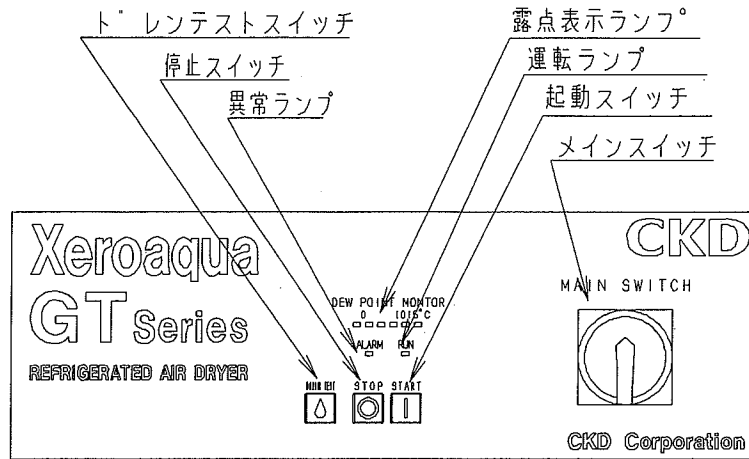 ドレンテストスイッチ
停止スイッチ
異常ランプ
露点表示ランプ
運転ランプ
起動スイッチ
メインスイッチ
Xeroaqua
GT Series
REFRIGERATED AIR DRYER
CKD
DEW POINT MONTOR
0 10 15°C
ALARM RUN
STOP START
MAIN SWITCH
CKD Corporation